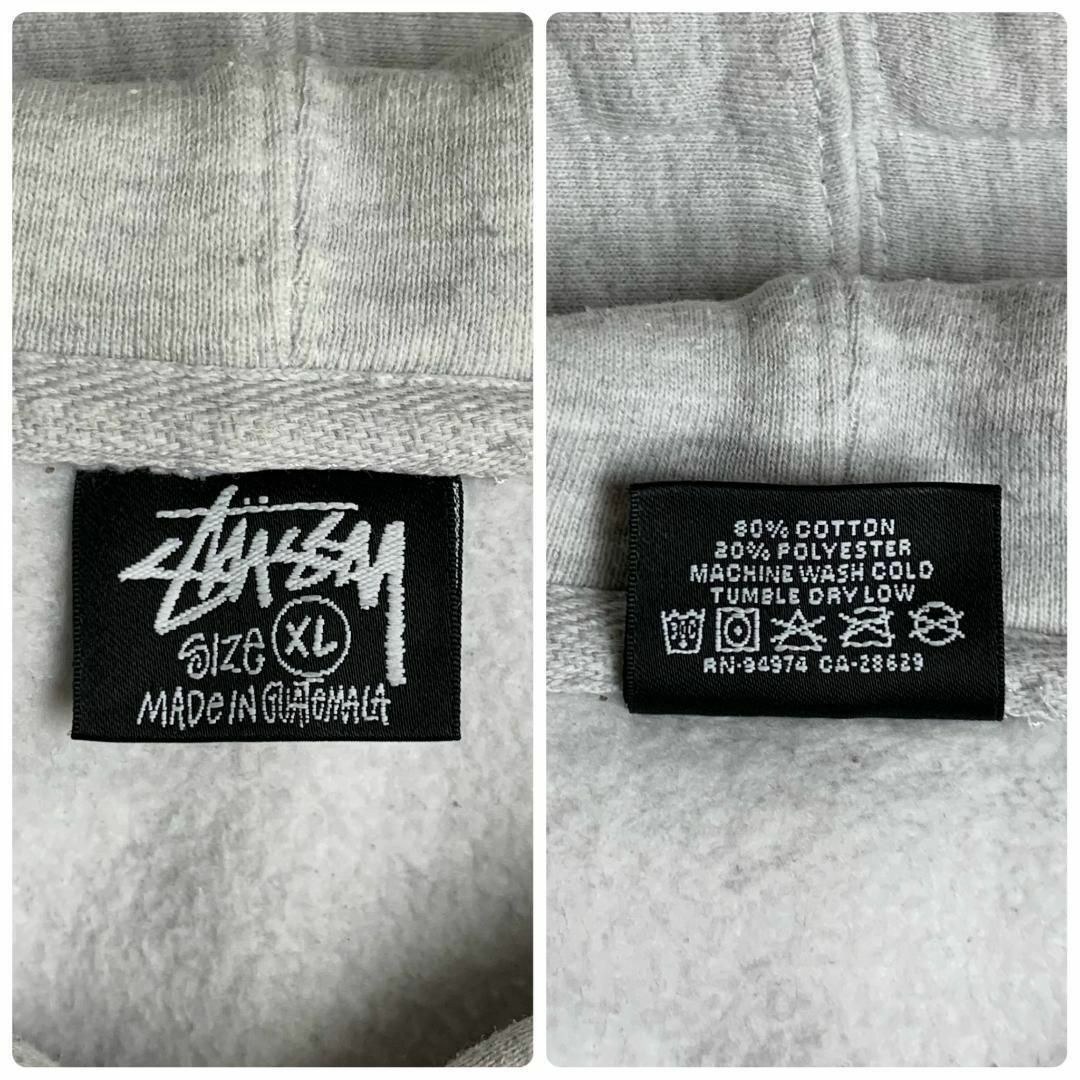 Stüssy
Size XL
MADE IN GUATEMALA
80% COTTON
20% POLYESTER
MACHINE WASH COLD
TUMBLE DRY LOW
30C
RN-94974 CA-28629